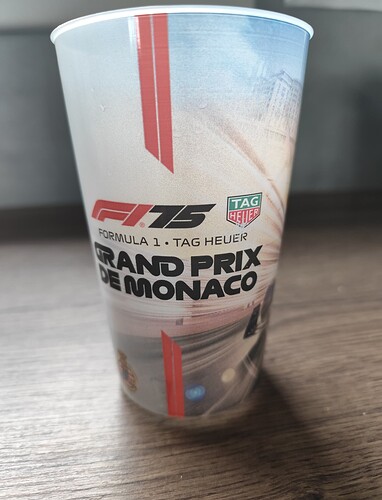 F1 75
TAG
HEUER
FORMULA 1 • TAG HEUER
GRAND PRIX
DE MONACO